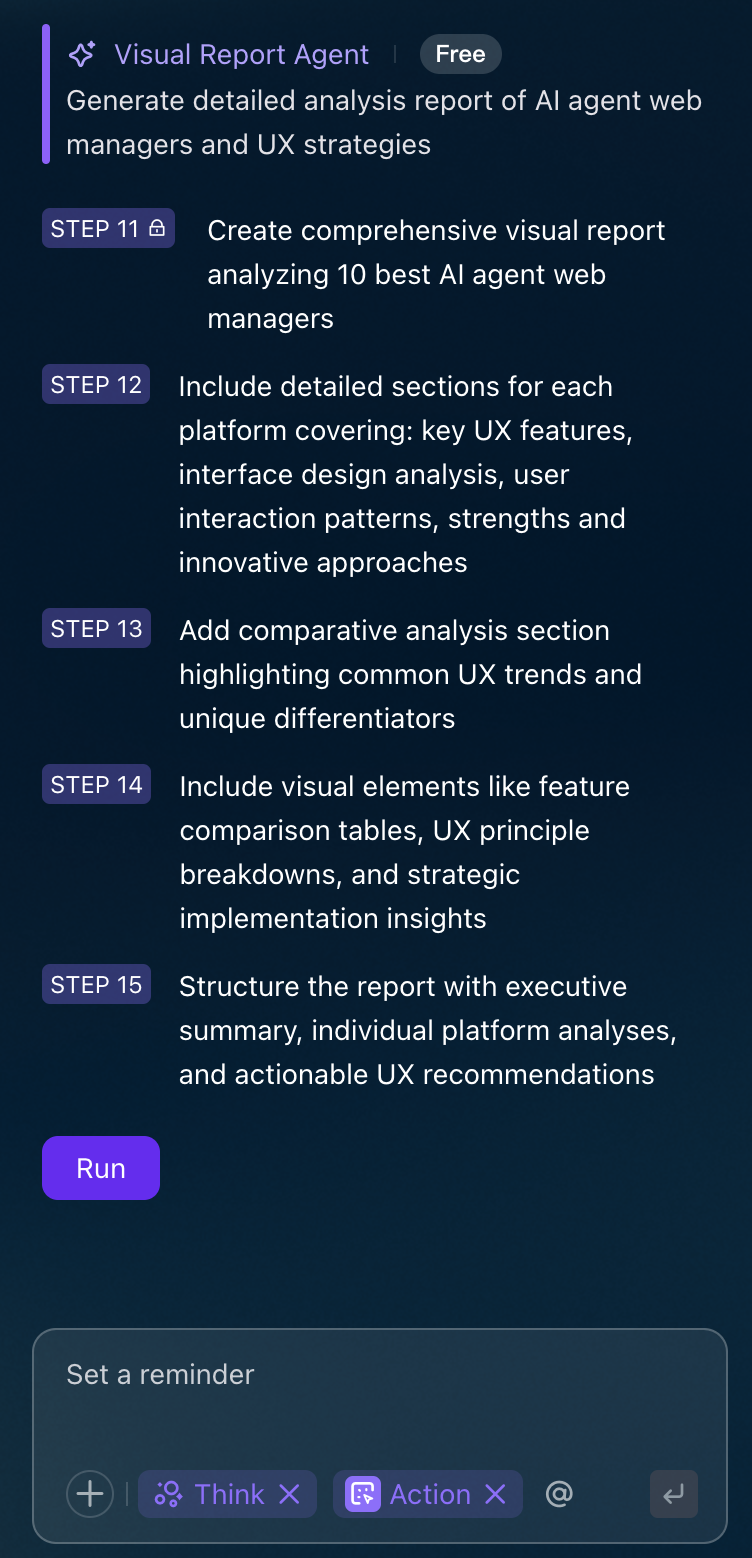 Visual Report Agent
Free
Generate detailed analysis report of AI agent web
managers and UX strategies
STEP 11
Create comprehensive visual report
analyzing 10 best AI agent web
managers
STEP 12
Include detailed sections for each
platform covering: key UX features,
interface design analysis, user
interaction patterns, strengths and
innovative approaches
STEP 13
Add comparative analysis section
highlighting common UX trends and
unique differentiators
STEP 14
Include visual elements like feature
comparison tables, UX principle
breakdowns, and strategic
implementation insights
STEP 15
Structure the report with executive
summary, individual platform analyses,
and actionable UX recommendations
Run
Set a reminder
Think
Action
@